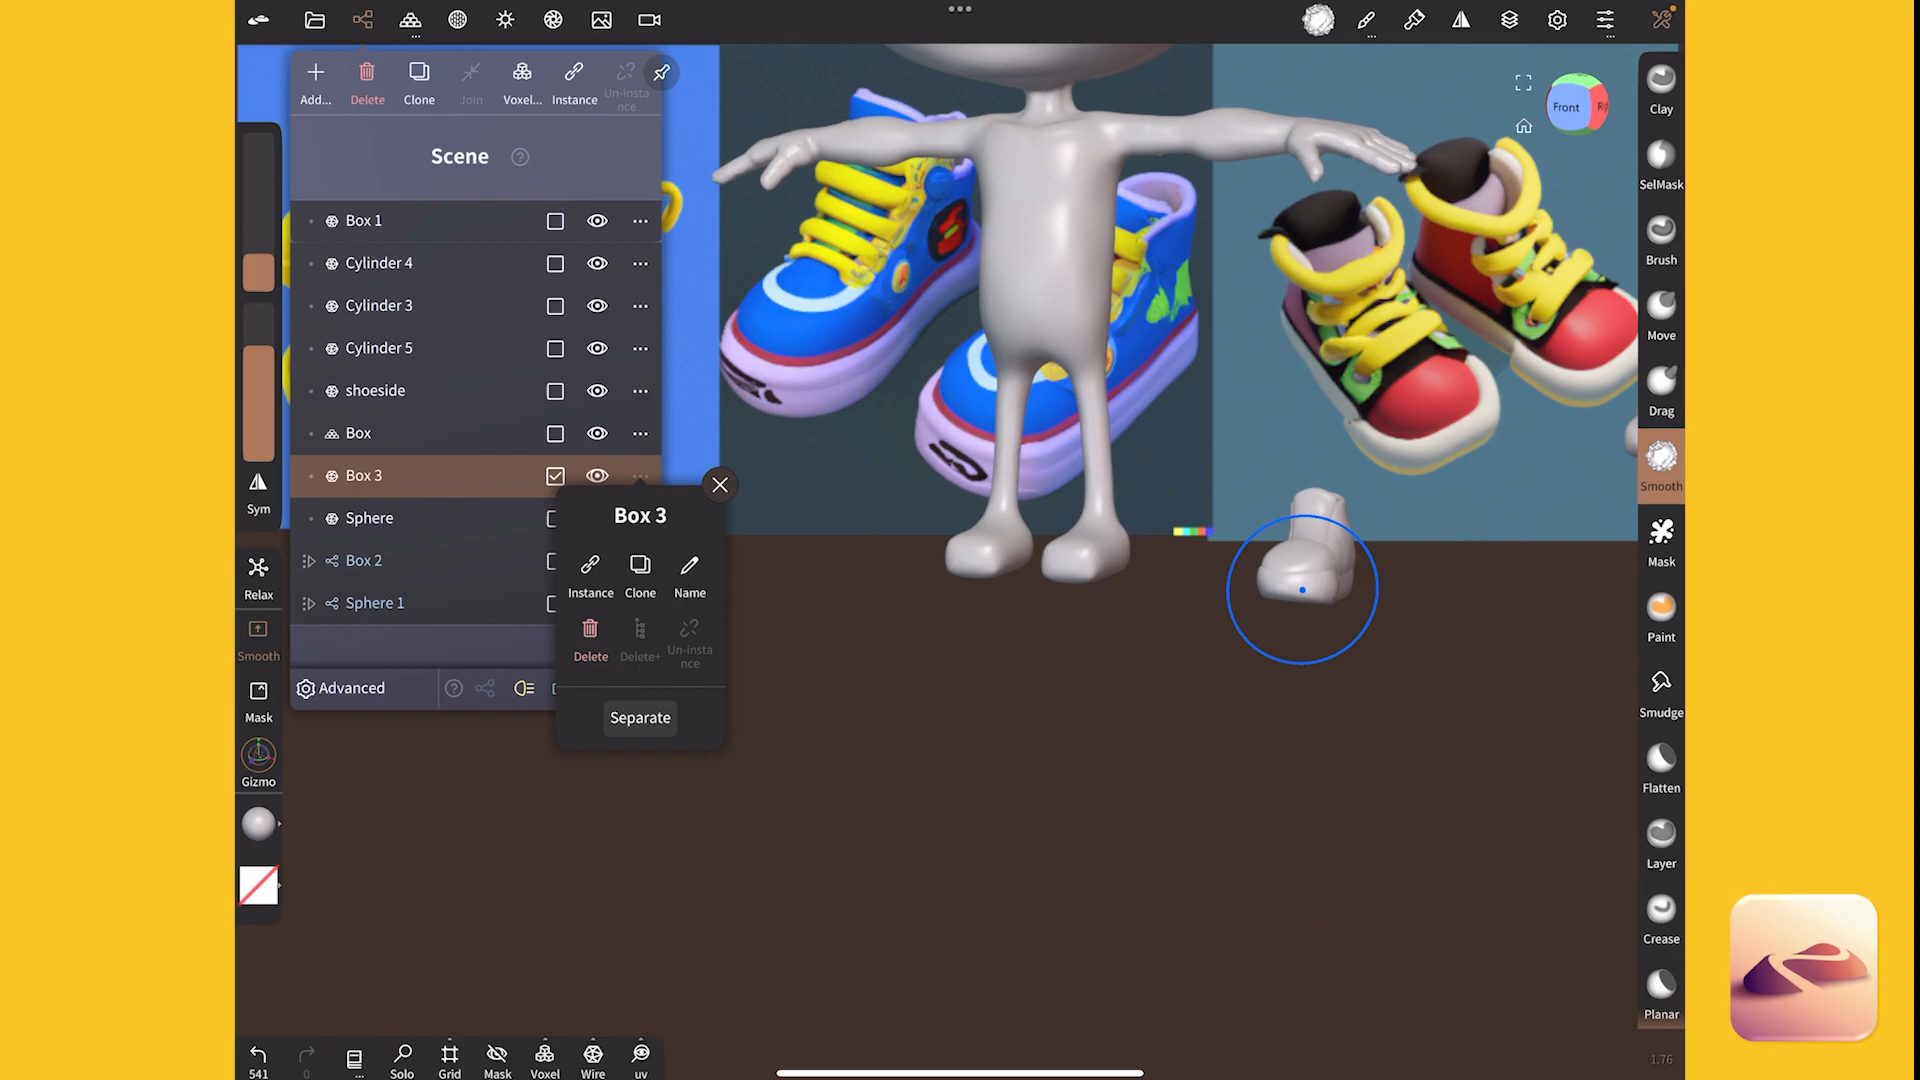 Add...
Delete
Clone
Join
Voxel...
Instance
Un-insta
nce
Scene
Box 1
Cylinder 4
Cylinder 3
Cylinder 5
shoeside
Box
Box 3
Sphere
Box 2
Sphere 1
Advanced
Box 3
Instance
Clone
Name
Delete
Delete+
Un-insta
nce
Separate
Sym
Relax
Smooth
Mask
Gizmo
541
0
...
Solo
Grid
Mask
Voxel
Wire
uv
Front
Clay
SelMask
Brush
Move
Drag
Smooth
Mask
Paint
Smudge
Flatten
Layer
Crease
Planar
1.76